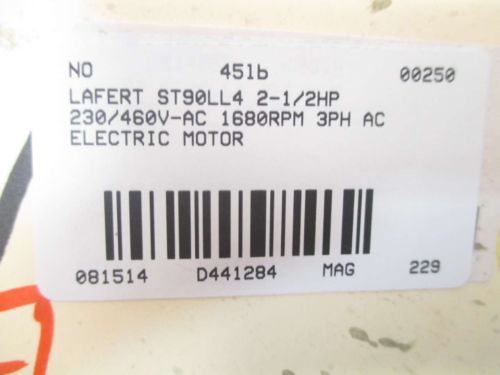 NO 45lb 00250
LAFERT ST90LL4 2-1/2HP
230/460V-AC 1680RPM 3PH AC
ELECTRIC MOTOR
081514 D441284 MAG 229